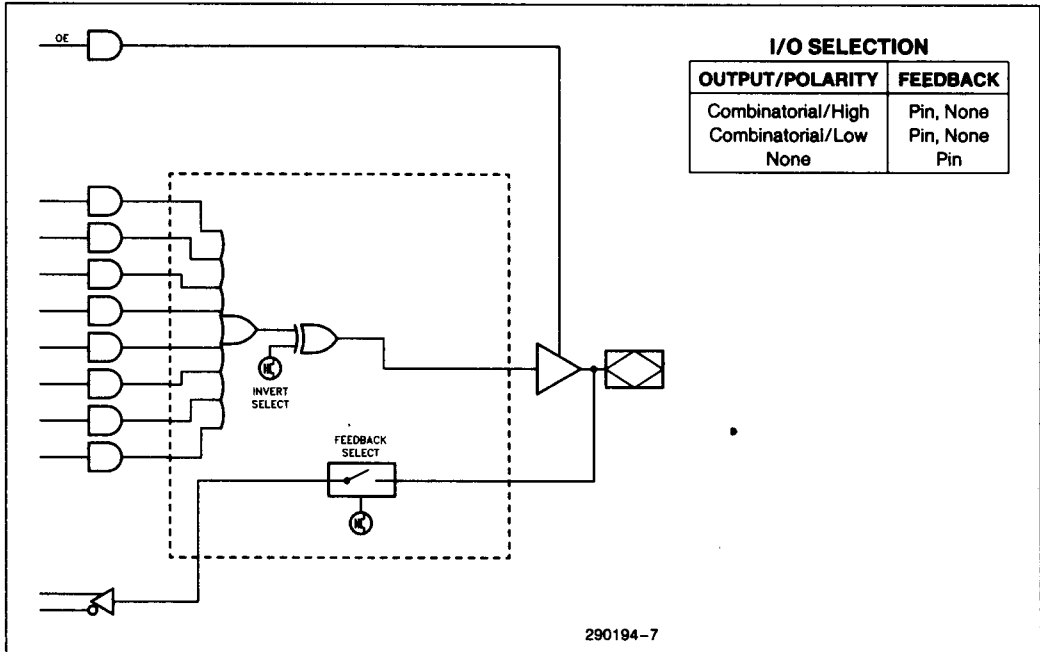 OE
I/O SELECTION
OUTPUT/POLARITY FEEDBACK
Combinatorial/High Pin, None
Combinatorial/Low Pin, None
None Pin
INVERT
SELECT
FEEDBACK
SELECT
290194-7